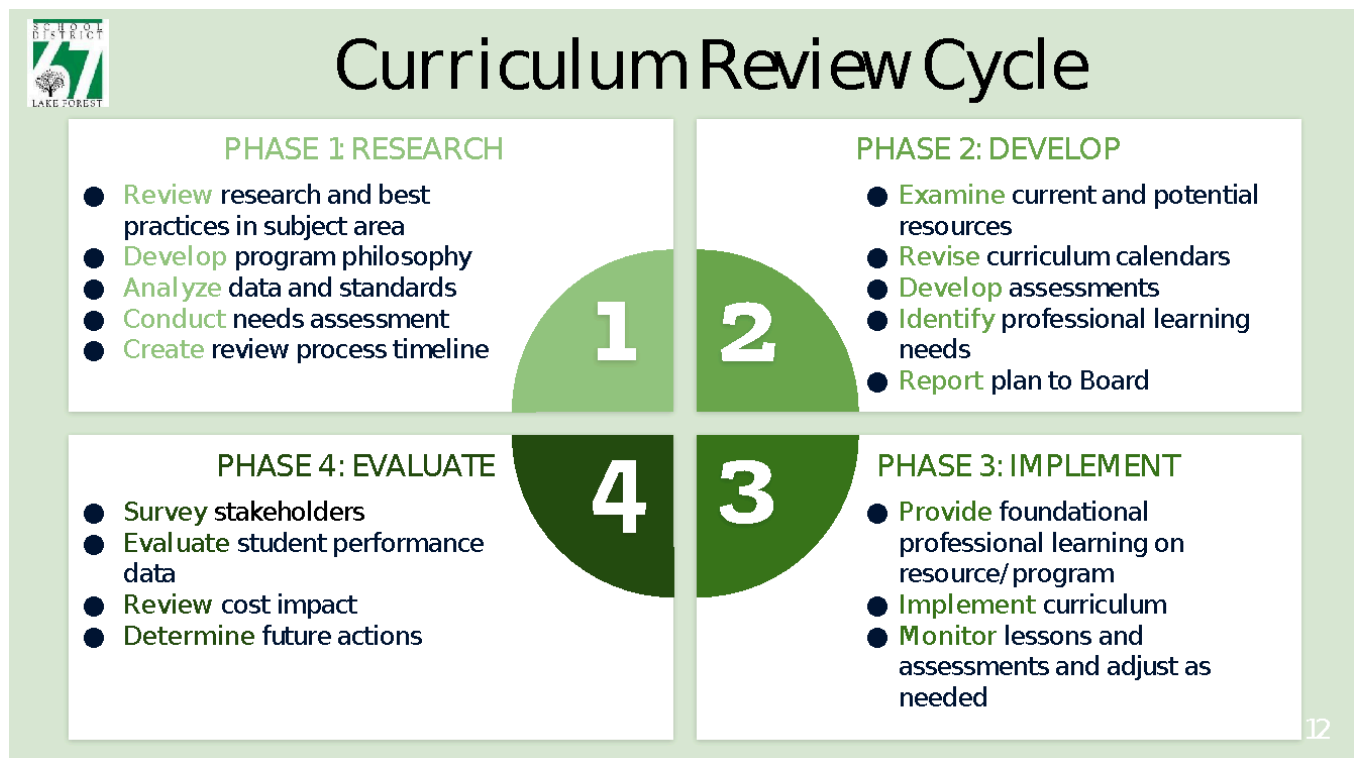 SCHOOL
DISTRICT
67
LAKE FOREST
Curriculum Review Cycle
PHASE 1: RESEARCH
● Review research and best
practices in subject area
● Develop program philosophy
● Analyze data and standards
● Conduct needs assessment
● Create review process timeline
1
PHASE 2: DEVELOP
● Examine current and potential
resources
● Revise curriculum calendars
● Develop assessments
● Identify professional learning
needs
● Report plan to Board
2
PHASE 3: IMPLEMENT
● Provide foundational
professional learning on
resource/program
● Implement curriculum
● Monitor lessons and
assessments and adjust as
needed
3
PHASE 4: EVALUATE
● Survey stakeholders
● Evaluate student performance
data
● Review cost impact
● Determine future actions
4
12